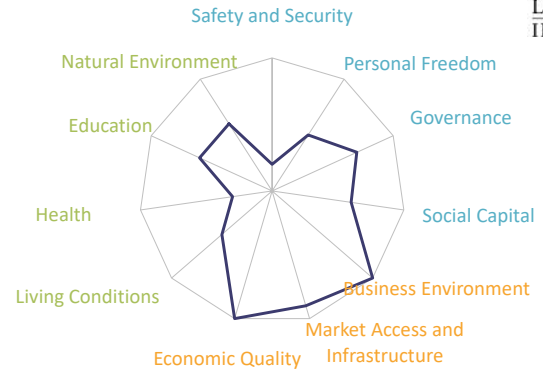 Safety and Security
Natural Environment
Personal Freedom
Education
Governance
Health
Social Capital
Business Environment
Living Conditions
Market Access and
Infrastructure
Economic Quality